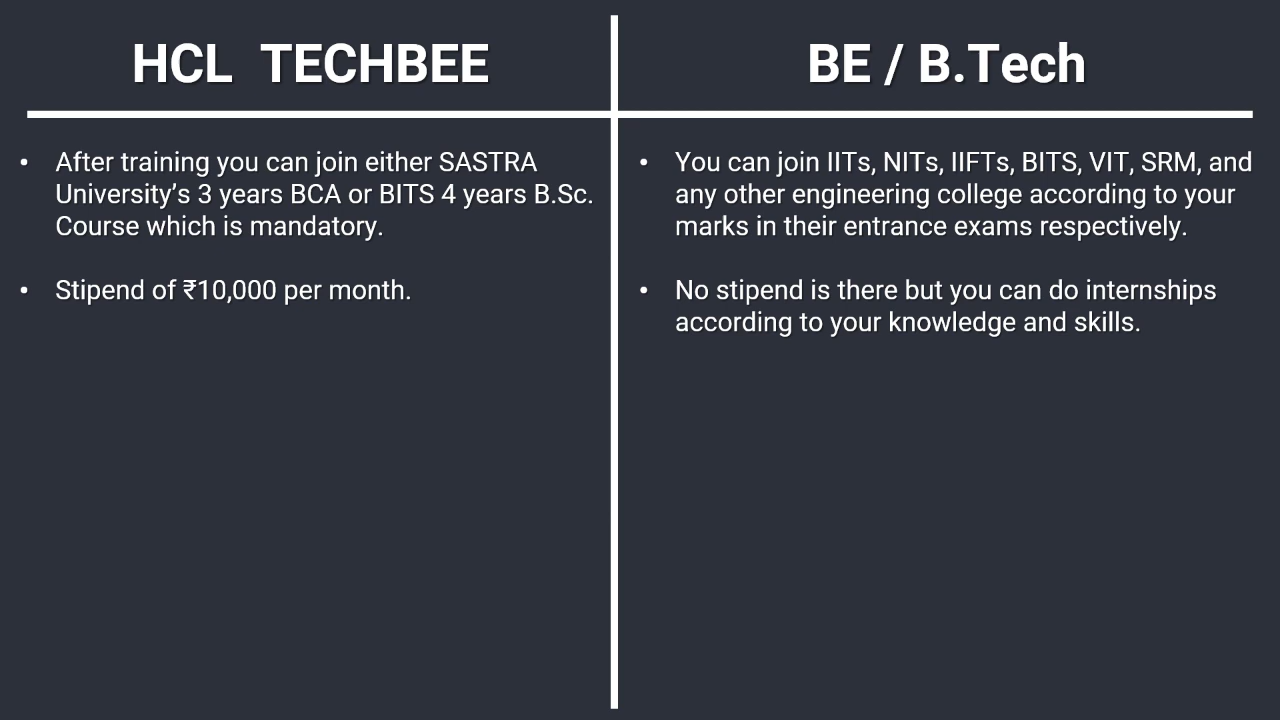 HCL TECHBEE
• After training you can join either SASTRA
University’s 3 years BCA or BITS 4 years B.Sc.
Course which is mandatory.
• Stipend of ₹10,000 per month.
BE / B.Tech
• You can join IITs, NITs, IIFTs, BITS, VIT, SRM, and
any other engineering college according to your
marks in their entrance exams respectively.
• No stipend is there but you can do internships
according to your knowledge and skills.